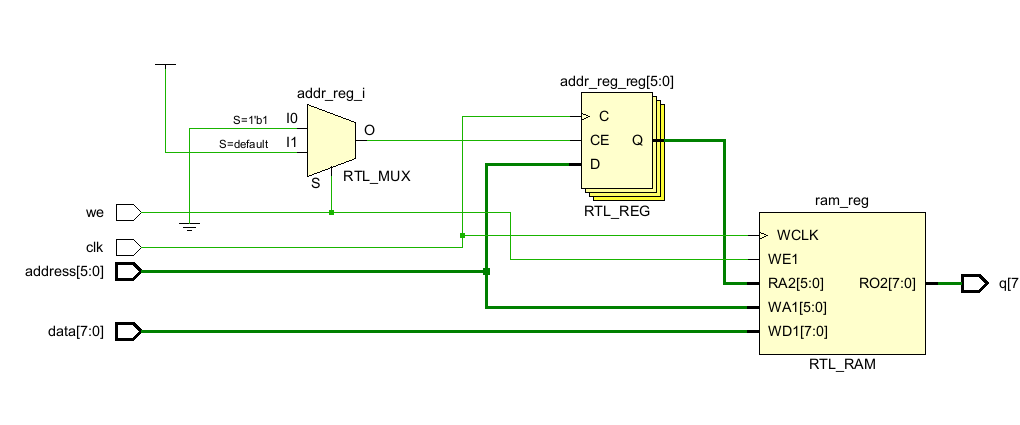 addr_reg_i
S=1'b1 I0
S=default I1
O
S
RTL_MUX
addr_reg_reg[5:0]
C
CE Q
D
RTL_REG
we
clk
address[5:0]
data[7:0]
ram_reg
WCLK
WE1
RA2[5:0] RO2[7:0]
WA1[5:0]
WD1[7:0]
RTL_RAM
q[7